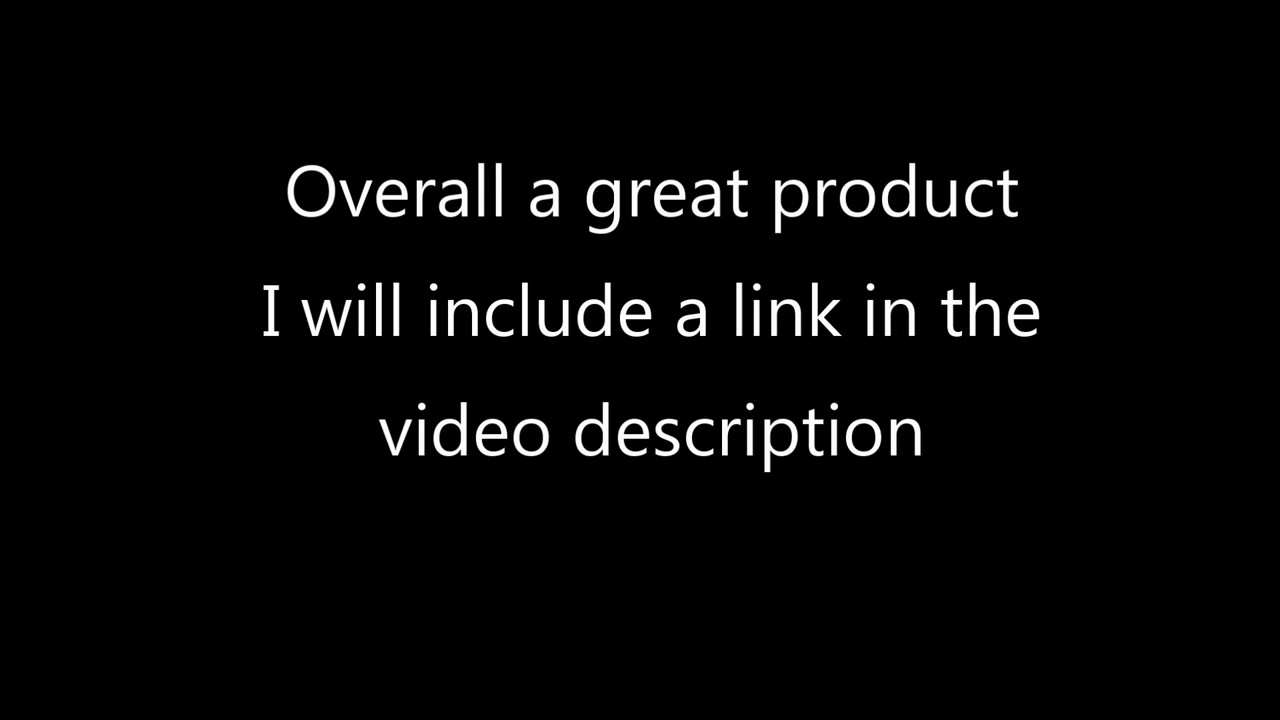 Overall a great product
I will include a link in the
video description